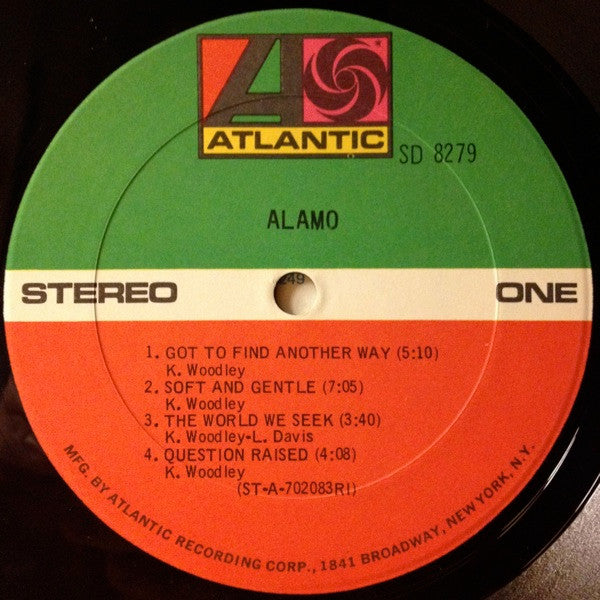 ATLANTIC
SD 8279
ALAMO
STEREO
ONE
1. GOT TO FIND ANOTHER WAY (5:10)
K. Woodley
2. SOFT AND GENTLE (7:05)
K. Woodley
3. THE WORLD WE SEEK (3:40)
K. Woodley-L. Davis
4. QUESTION RAISED (4:08)
K. Woodley
(ST-A-702083RI)
MFG. BY ATLANTIC RECORDING CORP., 1841 BROADWAY, NEW YORK, N.Y.